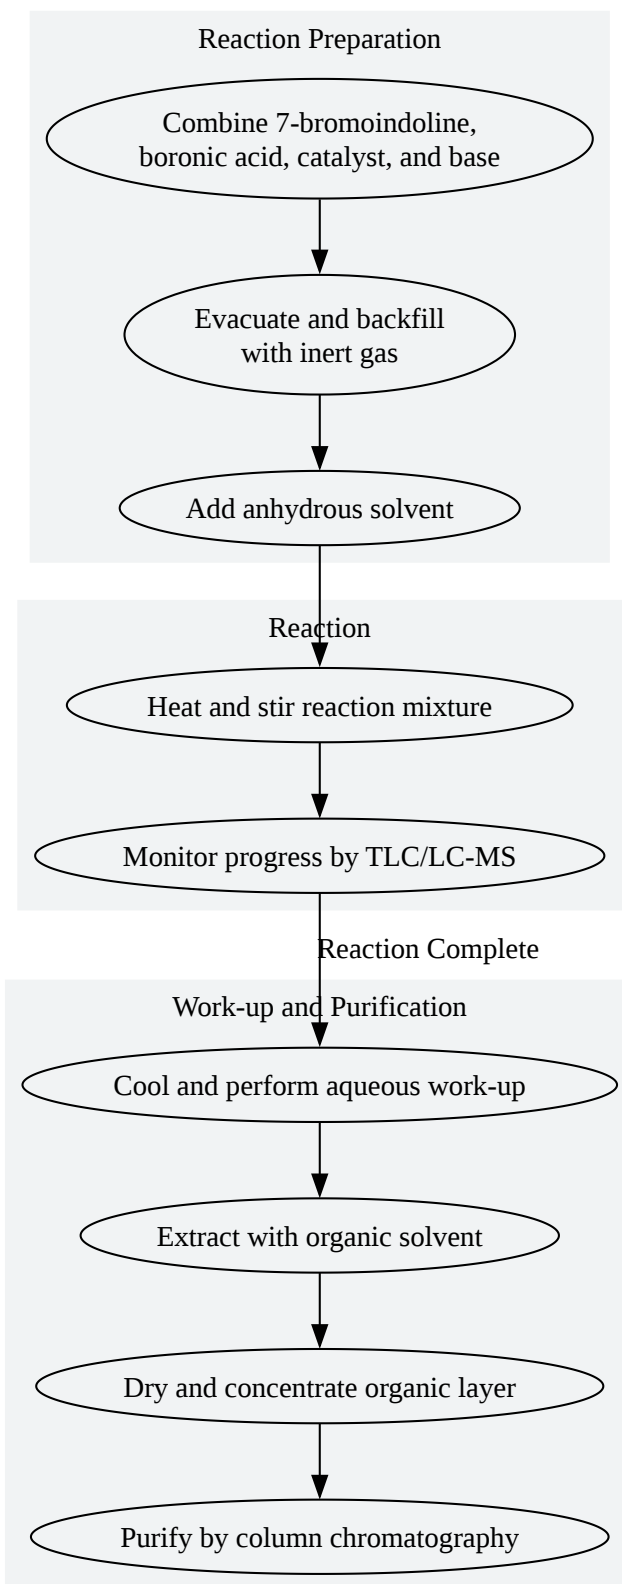 Reaction Preparation
Combine 7-bromoindoline,
boronic acid, catalyst, and base
Evacuate and backfill
with inert gas
Add anhydrous solvent
Reaction
Heat and stir reaction mixture
Monitor progress by TLC/LC-MS
Reaction Complete
Work-up and Purification
Cool and perform aqueous work-up
Extract with organic solvent
Dry and concentrate organic layer
Purify by column chromatography